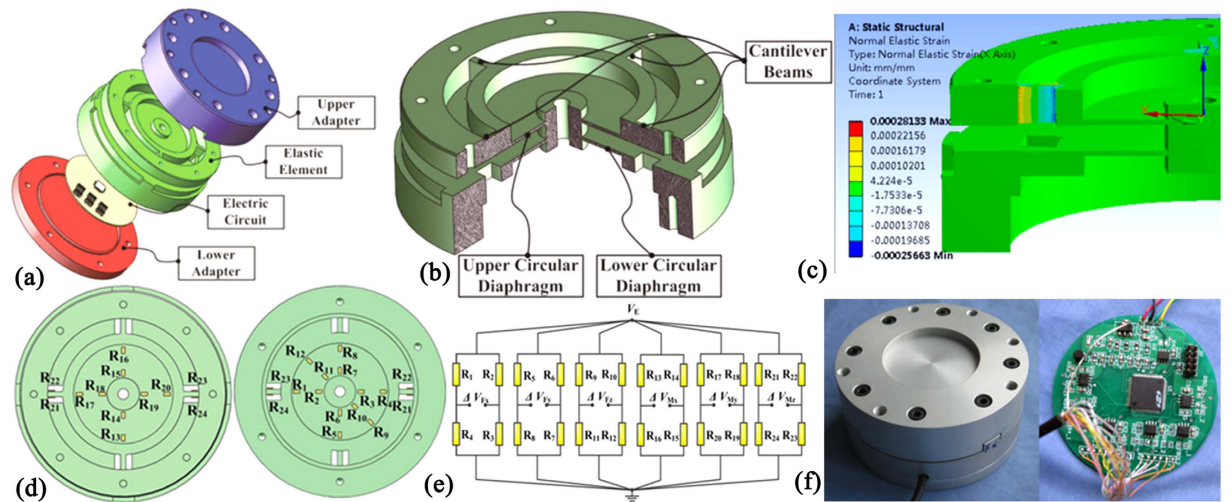 (a)
Upper
Adapter
Elastic
Element
Electric
Circuit
Lower
Adapter
(b)
Cantilever
Beams
Upper Circular
Diaphragm
Lower Circular
Diaphragm
(c)
A: Static Structural
Normal Elastic Strain
Type: Normal Elastic Strain(X Axis)
Unit: mm/mm
Coordinate System
Time: 1
0.00028133 Max
0.00022156
0.00016179
0.00010201
4.224e-5
-1.7533e-5
-7.7306e-5
-0.00013708
-0.00019685
-0.00025663 Min
Z
(d)
R16
R15
R22
R21
R18
R17
R20
R19
R23
R24
R14
R13
R12
R8
R11
R7
R23
R24
R1
R2
R3
R4
R22
R21
R6
R10
R5
R9
(e)
VE
R1 R2 R5 R6 R9 R10 R13 R14 R17 R18 R21 R22
ΔVFy ΔVFz ΔVMx ΔVMy ΔVMz
R4 R3 R8 R7 R11 R12 R16 R15 R20 R19 R24 R23
(f)